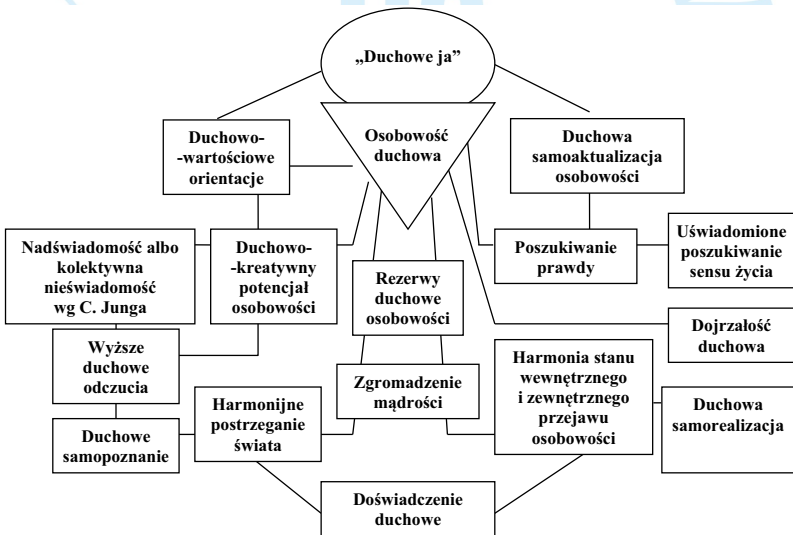 „Duchowe ja”
Duchowo-
-wartościowe
orientacje
Osobowość
duchowa
Duchowa
samoaktualizacja
osobowości
Nadświadomość albo
kolektywna
nieświadomość
wg C. Junga
Duchowo-
-kreatywny
potencjał
osobowości
Rezerwy
duchowe
osobowości
Poszukiwanie
prawdy
Uświadomione
poszukiwanie
sensu życia
Wyższe
duchowe
odczucia
Dojrzałość
duchowa
Zgromadzenie
mądrości
Harmonia stanu
wewnętrznego
i zewnętrznego
przejawu
osobowości
Duchowe
samopoznanie
Harmonijne
postrzeganie
świata
Duchowa
samorealizacja
Doświadczenie
duchowe